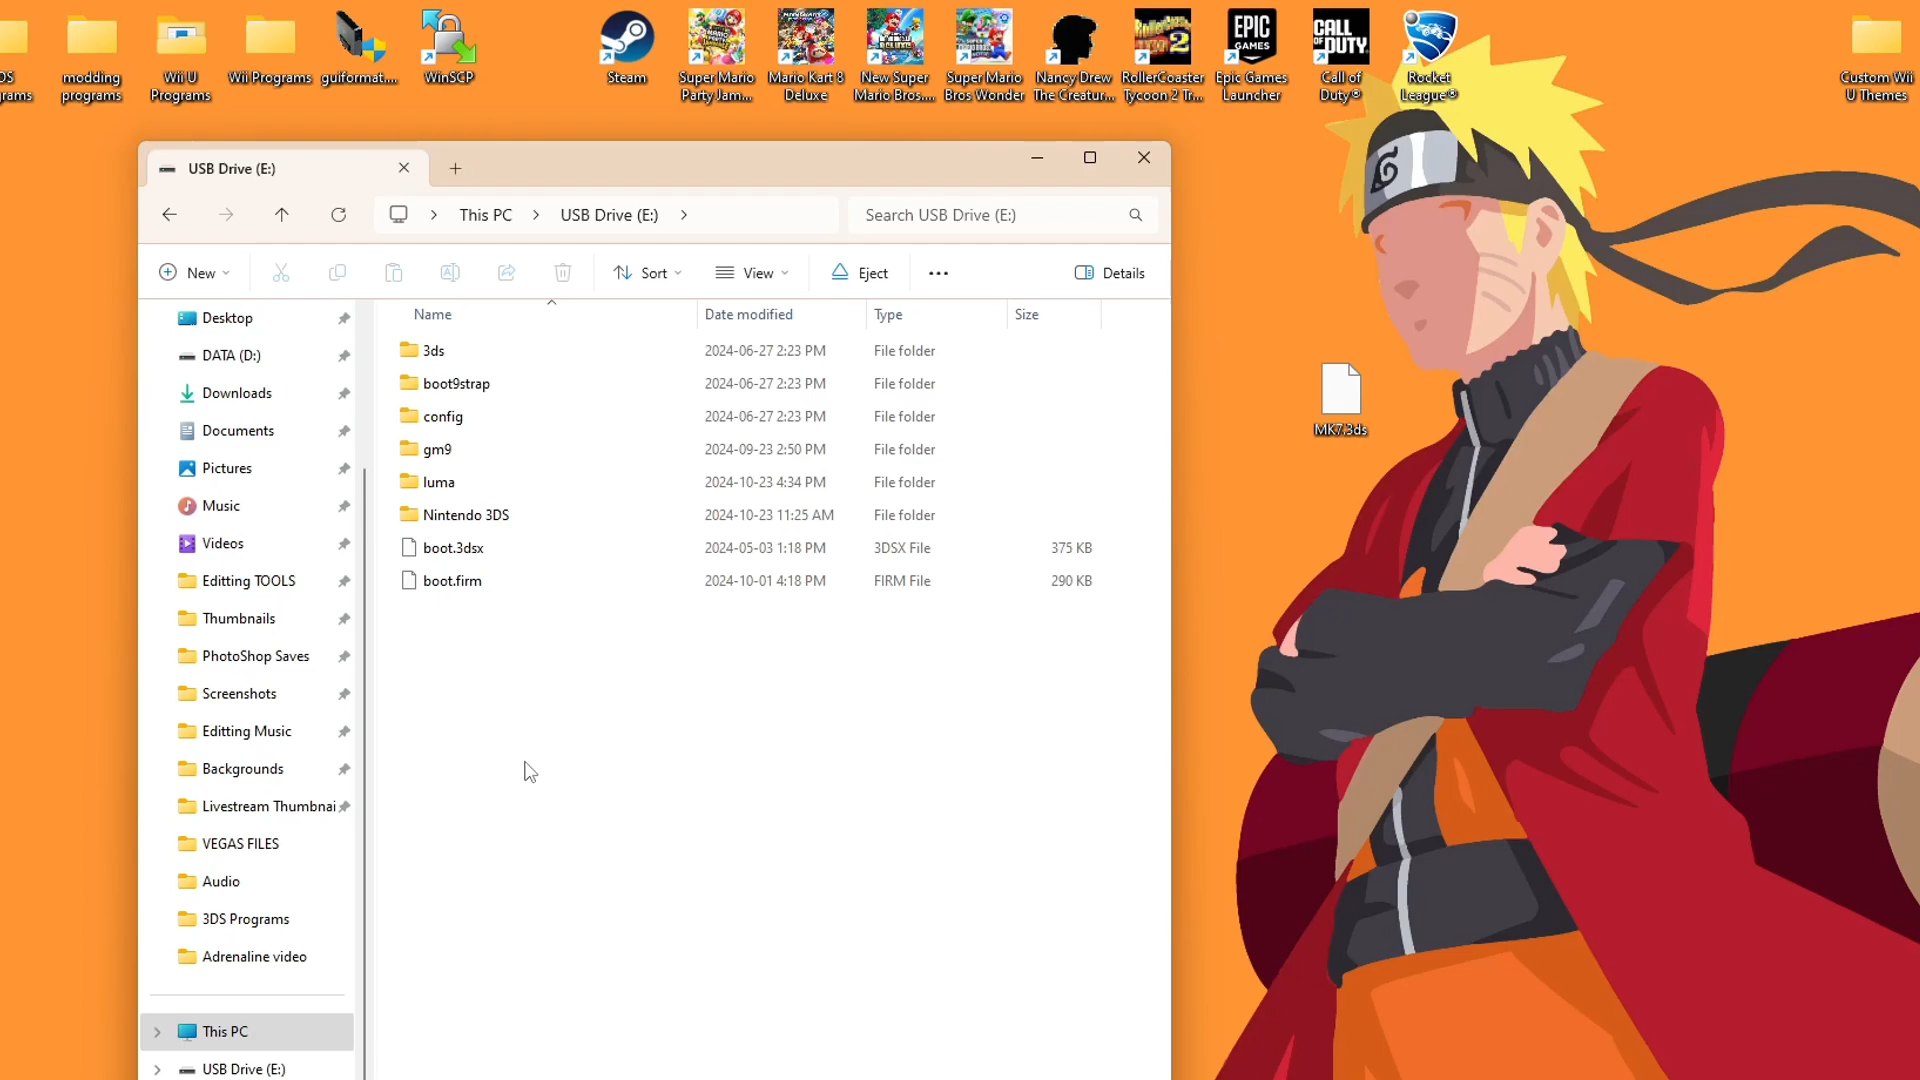 OS
rams
modding
programs
Wii U
Programs
Wii Programs
guiformat....
WinSCP
Steam
Super Mario
Party Jam...
Mario Kart 8
Deluxe
New Super
Mario Bros....
Super Mario
Bros Wonder
Nancy Drew
The Creatur...
RollerCoaster
Tycoon 2 Tr...
EPIC
GAMES
Epic Games
Launcher
CALL OF
DUTY
Call of
Duty®
Rocket
League®
Custom Wii
U Themes
USB Drive (E:)
This PC
USB Drive (E:)
Search USB Drive (E:)
New
Sort
View
Eject
Details
Desktop
DATA (D:)
Downloads
Documents
Pictures
Music
Videos
Editting TOOLS
Thumbnails
PhotoShop Saves
Screenshots
Editting Music
Backgrounds
Livestream Thumbnai
VEGAS FILES
Audio
3DS Programs
Adrenaline video
This PC
USB Drive (E:)
Name Date modified Type Size
3ds 2024-06-27 2:23 PM File folder
boot9strap 2024-06-27 2:23 PM File folder
config 2024-06-27 2:23 PM File folder
gm9 2024-09-23 2:50 PM File folder
luma 2024-10-23 4:34 PM File folder
Nintendo 3DS 2024-10-23 11:25 AM File folder
boot.3dsx 2024-05-03 1:18 PM 3DSX File 375 KB
boot.firm 2024-10-01 4:18 PM FIRM File 290 KB
MK7.3ds